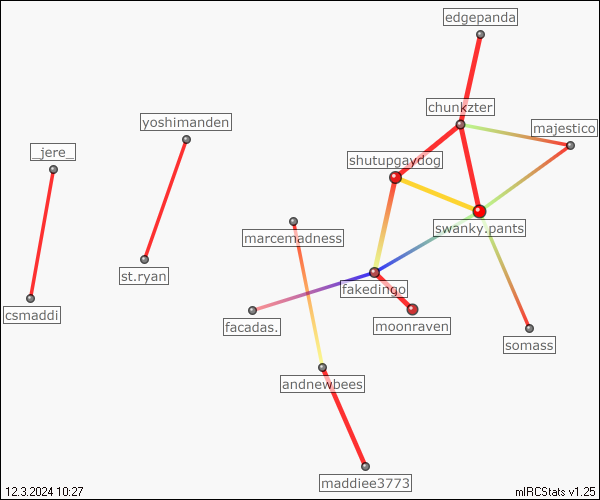 edgepanda
chunkzter
yoshimanden
majestico
_jere_
shutupgaydog
swanky.pants
marcemadness
st.ryan
fakedingo
csmaddi
facadas.
moonraven
somass
andnewbees
maddiee3773
12.3.2024 10:27
mIRCStats v1.25